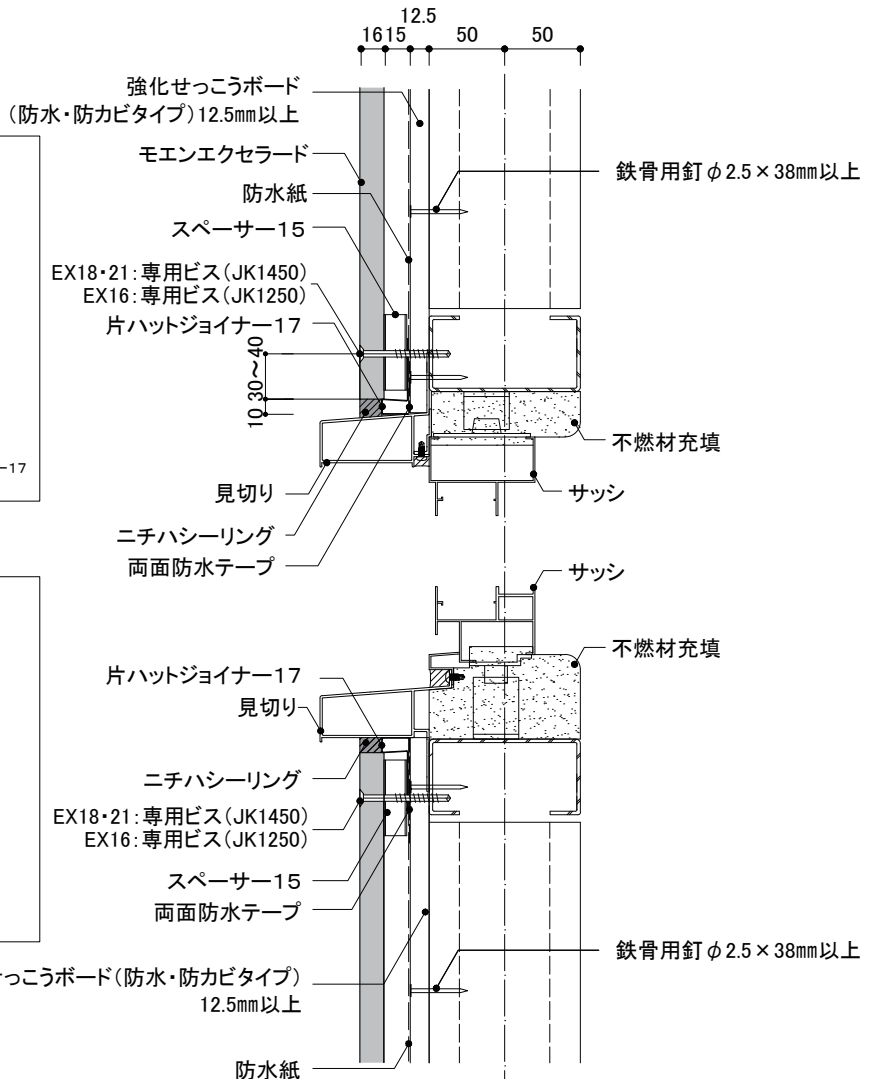 12.5
16 15 50 50
強化せっこうボード
(防水・防カビタイプ)12.5mm以上
モエンエクセラード
鉄骨用釘φ2.5×38mm以上
防水紙
スペーサー15
EX18・21:専用ビス(JK1450)
EX16:専用ビス(JK1250)
片ハットジョイナー17
10 30~40
不燃材充填
-17
見切り
サッシ
ニチハシーリング
両面防水テープ
サッシ
不燃材充填
片ハットジョイナー17
見切り
ニチハシーリング
EX18・21:専用ビス(JK1450)
EX16:専用ビス(JK1250)
スペーサー15
両面防水テープ
鉄骨用釘φ2.5×38mm以上
せっこうボード(防水・防カビタイプ)
12.5mm以上
防水紙